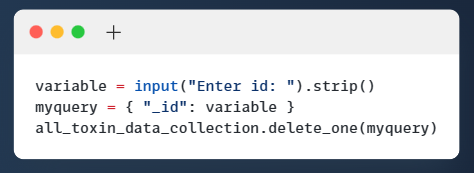 variable = input("Enter id: ").strip()
myquery = { "_id": variable }
all_toxin_data_collection.delete_one(myquery)